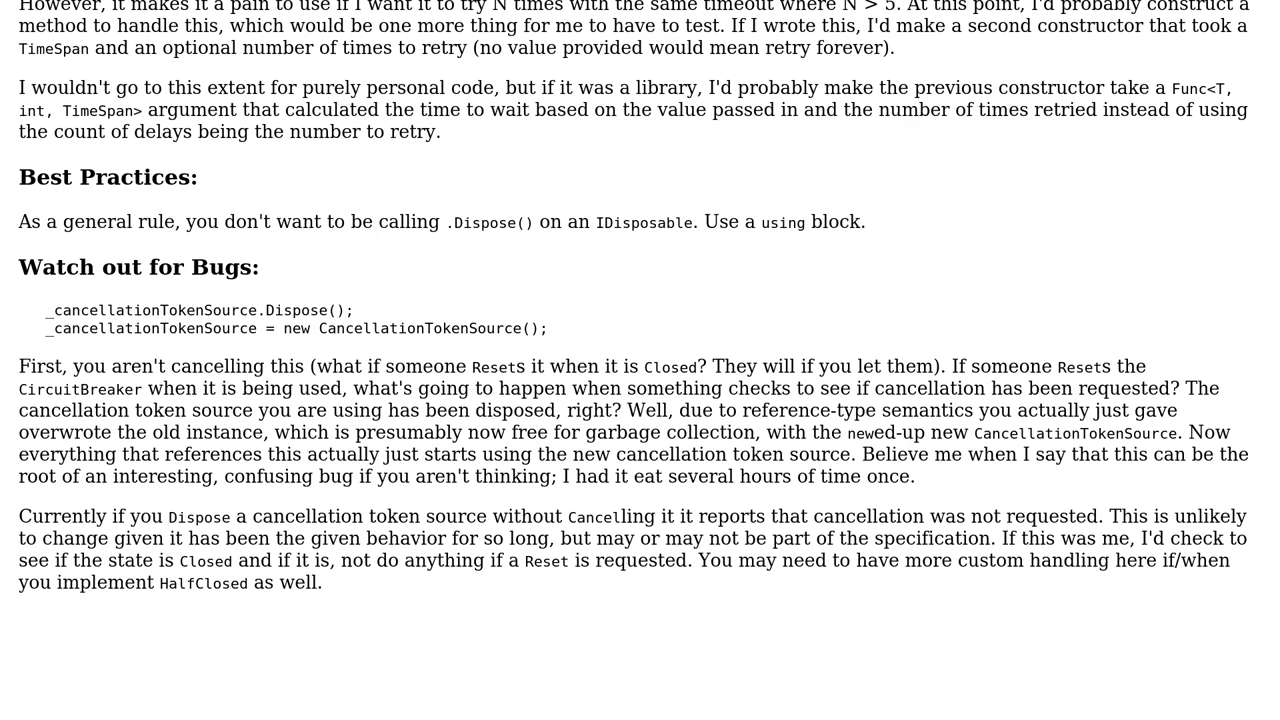 However, it makes it a pain to use if I want it to try N times with the same timeout where N > 5. At this point, I'd probably construct a
method to handle this, which would be one more thing for me to have to test. If I wrote this, I'd make a second constructor that took a
TimeSpan and an optional number of times to retry (no value provided would mean retry forever).
I wouldn't go to this extent for purely personal code, but if it was a library, I'd probably make the previous constructor take a Func<T,
int, TimeSpan> argument that calculated the time to wait based on the value passed in and the number of times retried instead of using
the count of delays being the number to retry.
Best Practices:
As a general rule, you don't want to be calling .Dispose() on an IDisposable. Use a using block.
Watch out for Bugs:
_cancellationTokenSource.Dispose();
_cancellationTokenSource = new CancellationTokenSource();
First, you aren't cancelling this (what if someone Resets it when it is Closed? They will if you let them). If someone Resets the
CircuitBreaker when it is being used, what's going to happen when something checks to see if cancellation has been requested? The
cancellation token source you are using has been disposed, right? Well, due to reference-type semantics you actually just gave
overwrote the old instance, which is presumably now free for garbage collection, with the newed-up new CancellationTokenSource. Now
everything that references this actually just starts using the new cancellation token source. Believe me when I say that this can be the
root of an interesting, confusing bug if you aren't thinking; I had it eat several hours of time once.
Currently if you Dispose a cancellation token source without Cancelling it it reports that cancellation was not requested. This is unlikely
to change given it has been the given behavior for so long, but may or may not be part of the specification. If this was me, I'd check to
see if the state is Closed and if it is, not do anything if a Reset is requested. You may need to have more custom handling here if/when
you implement HalfClosed as well.